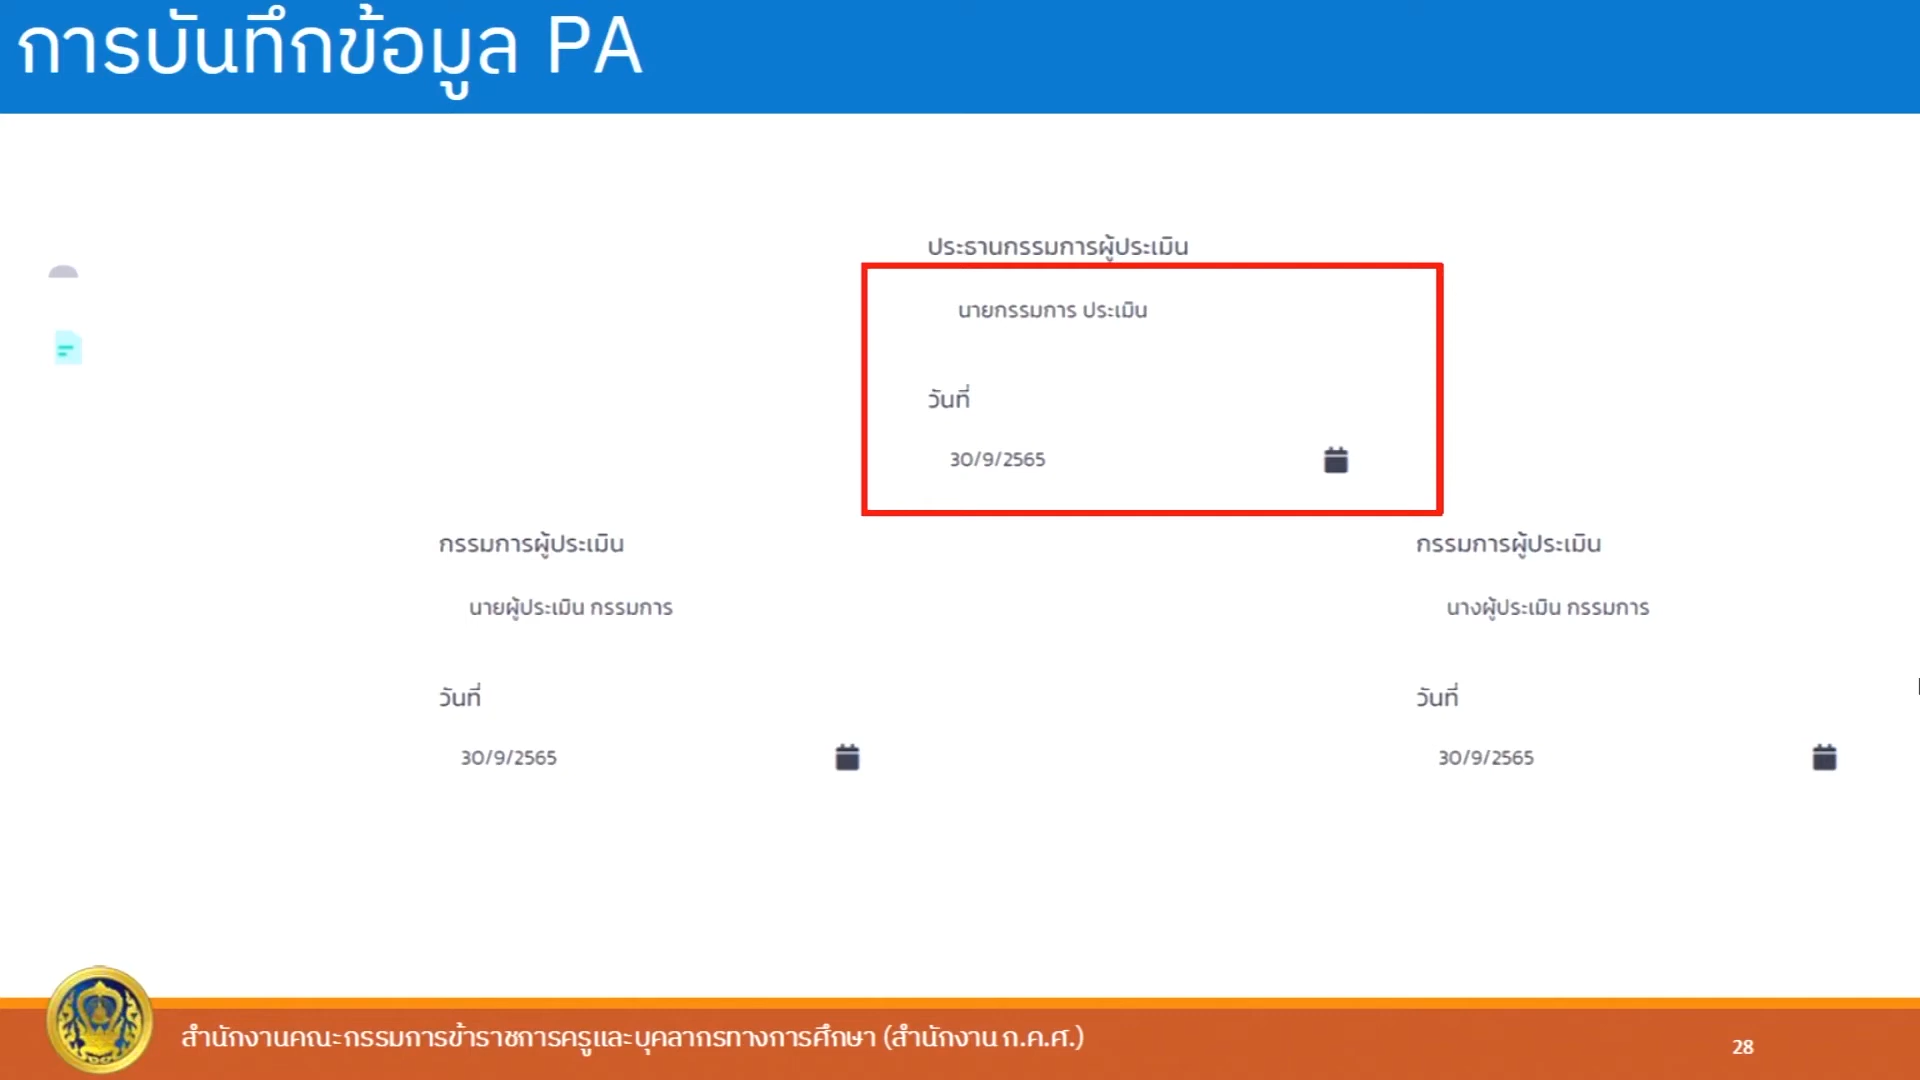 การบันทึกข้อมูล PA
ประธานกรรมการผู้ประเมิน
นายกรรมการ ประเมิน
วันที่
30/9/2565
กรรมการผู้ประเมิน
นายผู้ประเมิน กรรมการ
วันที่
30/9/2565
กรรมการผู้ประเมิน
นางผู้ประเมิน กรรมการ
วันที่
30/9/2565
สำนักงานคณะกรรมการข้าราชการครูและบุคลากรทางการศึกษา (สำนักงาน ก.ค.ศ.)
28